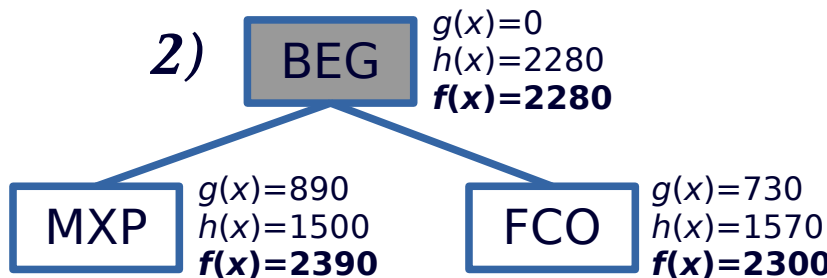 2)
BEG
g(x)=0
h(x)=2280
f(x)=2280
MXP
g(x)=890
h(x)=1500
f(x)=2390
FCO
g(x)=730
h(x)=1570
f(x)=2300